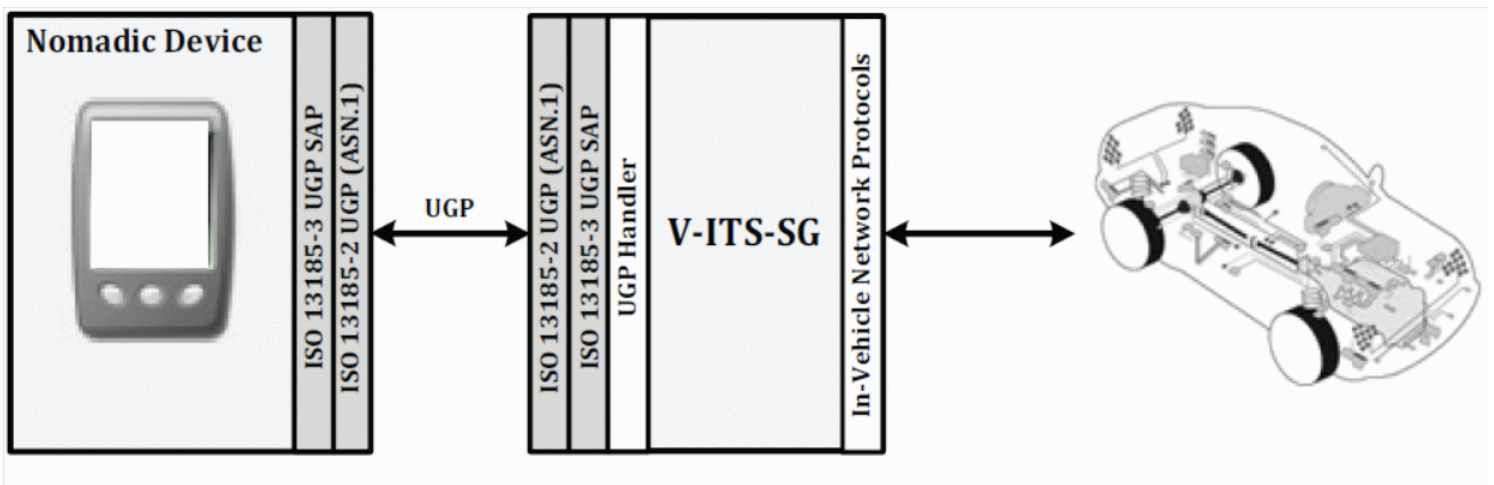 Nomadic Device
ISO 13185-3 UGP SAP
ISO 13185-2 UGP (ASN.1)
UGP
ISO 13185-2 UGP (ASN.1)
ISO 13185-3 UGP SAP
UGP Handler
V-ITS-SG
In-Vehicle Network Protocols